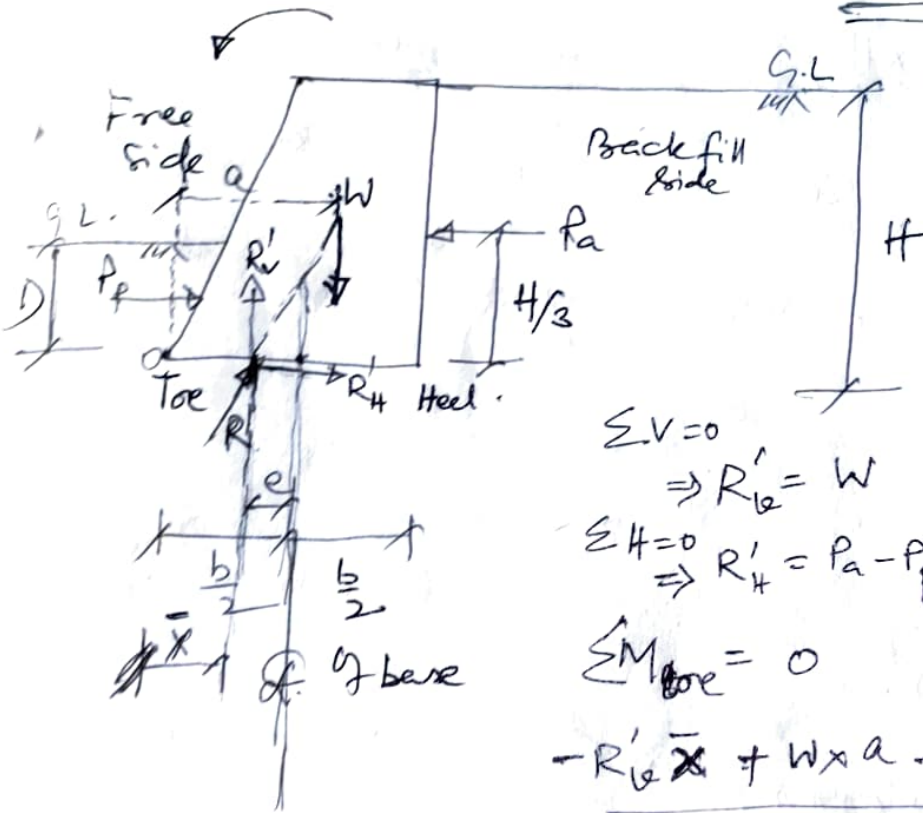 G.L
Free
Side
Backfill
side
a
W
G.L.
R'v
Pa
H
Pp
D
H/3
O
Toe
R'H
Heel.
R
ΣV=0
⇒ R'v = W
e
ΣH=0
⇒ R'H = Pa - P
b/2
b/2
x̄
of base
ΣMtoe = 0
-R'v x̄ + W×a -